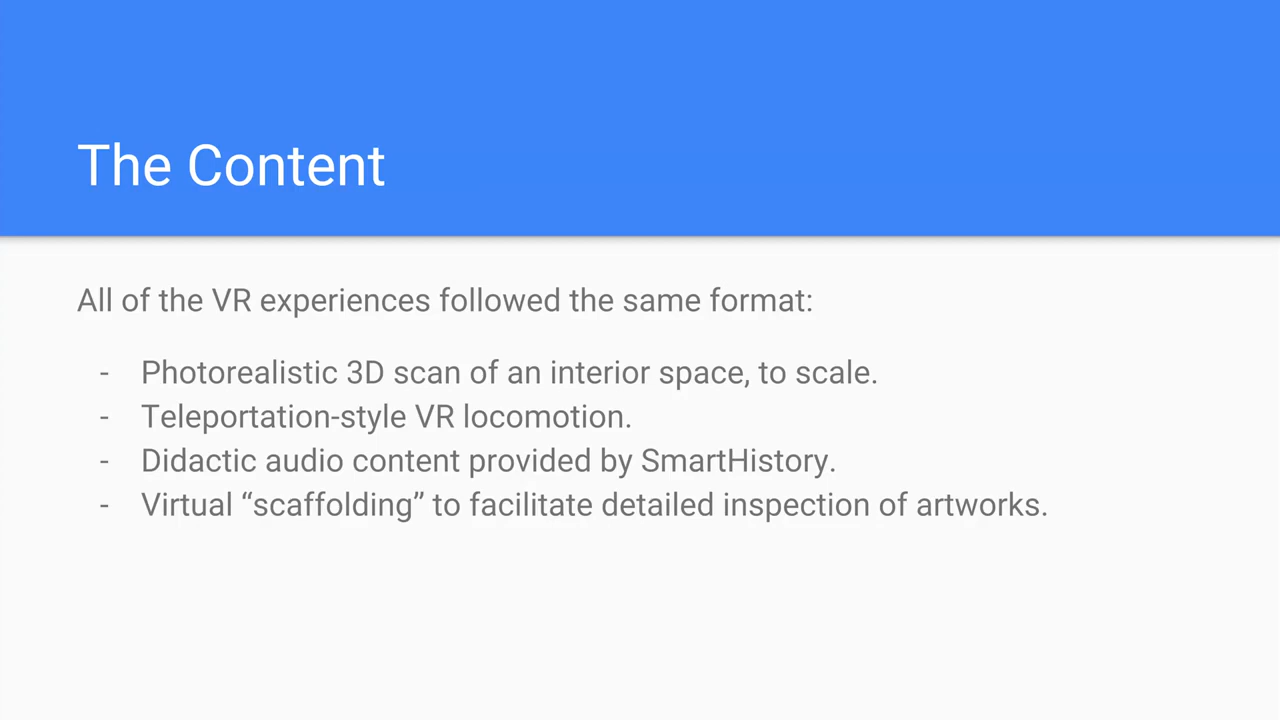 The Content
All of the VR experiences followed the same format:
- Photorealistic 3D scan of an interior space, to scale.
- Teleportation-style VR locomotion.
- Didactic audio content provided by SmartHistory.
- Virtual “scaffolding” to facilitate detailed inspection of artworks.